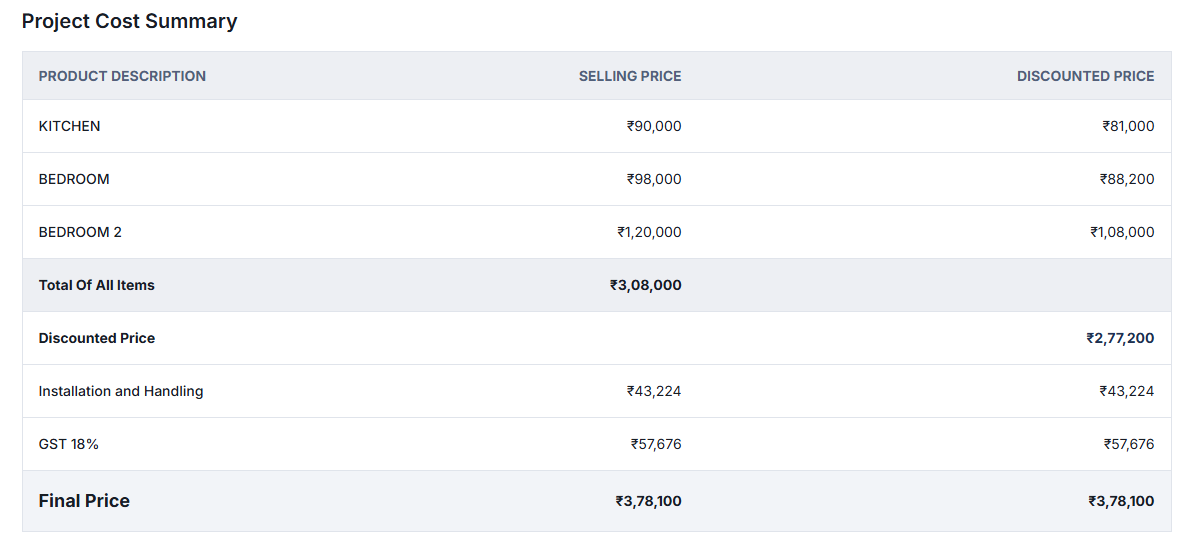 Project Cost Summary
PRODUCT DESCRIPTION SELLING PRICE DISCOUNTED PRICE
KITCHEN ₹90,000 ₹81,000
BEDROOM ₹98,000 ₹88,200
BEDROOM 2 ₹1,20,000 ₹1,08,000
Total Of All Items ₹3,08,000
Discounted Price ₹2,77,200
Installation and Handling ₹43,224 ₹43,224
GST 18% ₹57,676 ₹57,676
Final Price ₹3,78,100 ₹3,78,100